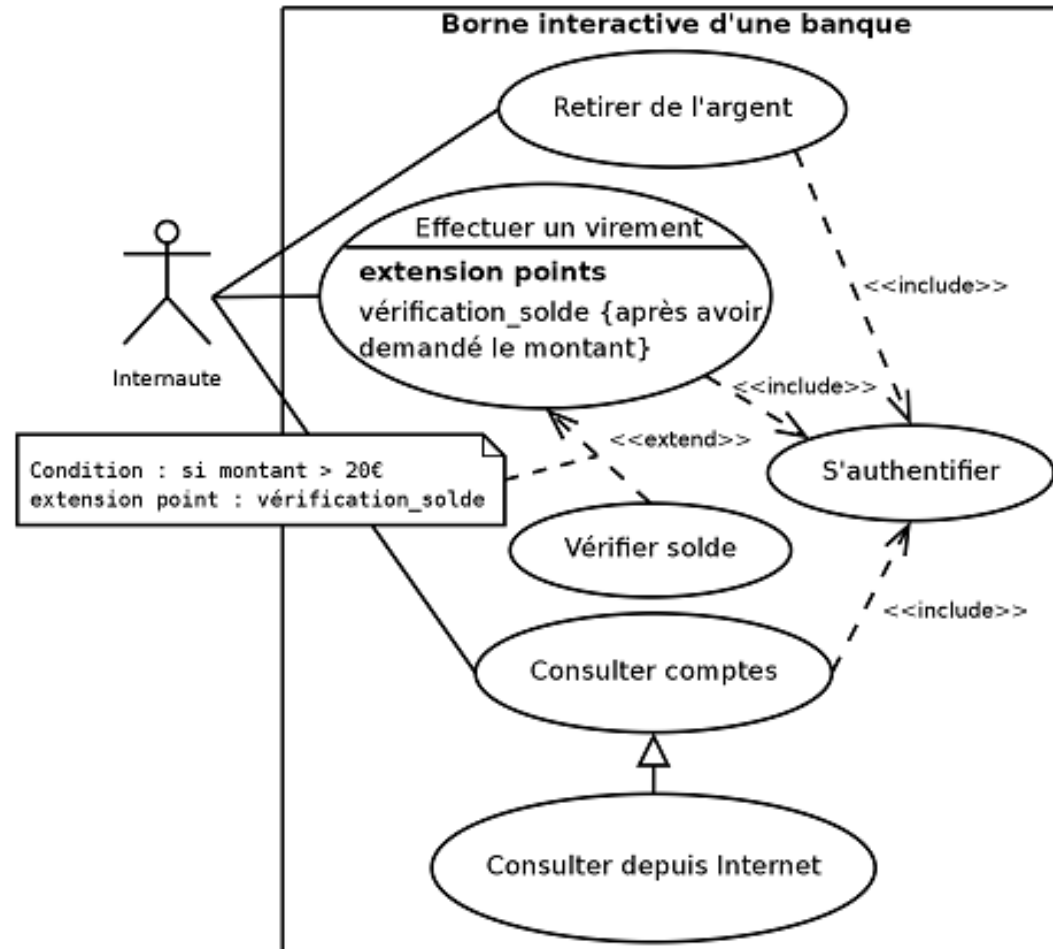 Borne interactive d'une banque
Retirer de l'argent
Effectuer un virement
extension points
vérification_solde {après avoir
demandé le montant}
<<include>>
Internaute
<<include>>
<<extend>>
Condition : si montant > 20€
extension point : vérification_solde
S'authentifier
Vérifier solde
<<include>>
Consulter comptes
Consulter depuis Internet